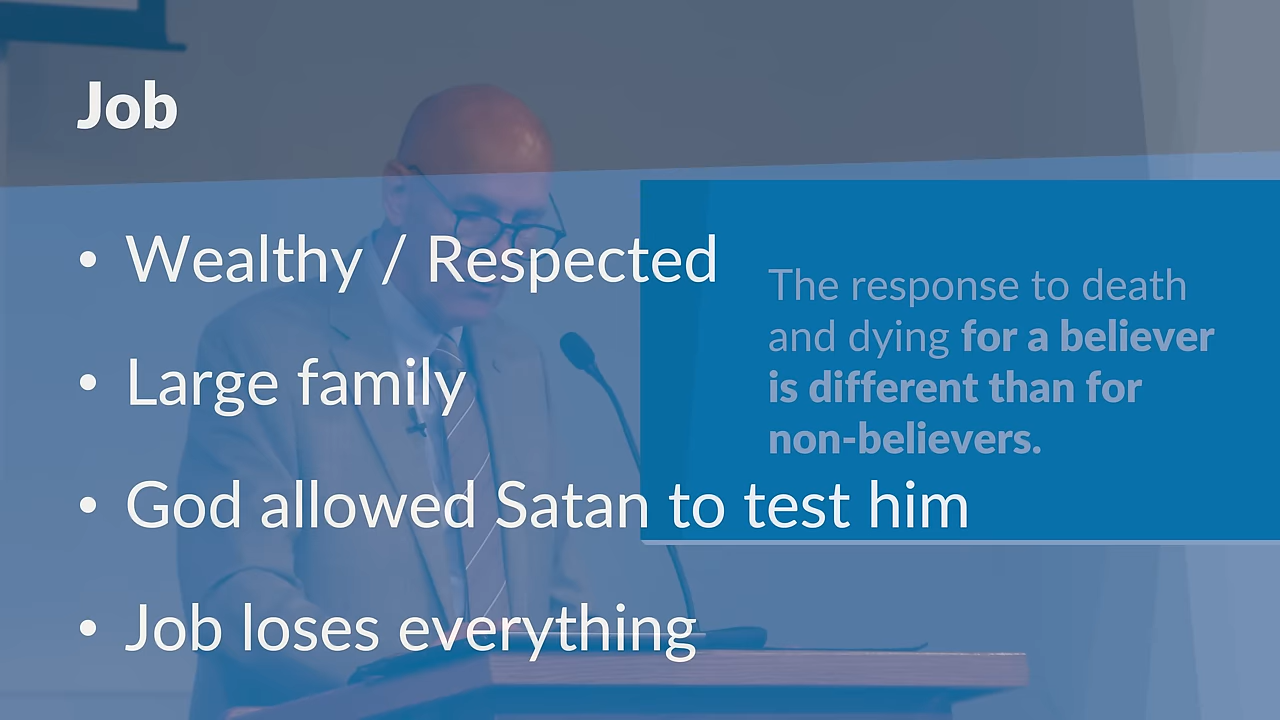 Job
• Wealthy / Respected
• Large family
• God allowed Satan to test him
• Job loses everything
The response to death
and dying for a believer
is different than for
non-believers.